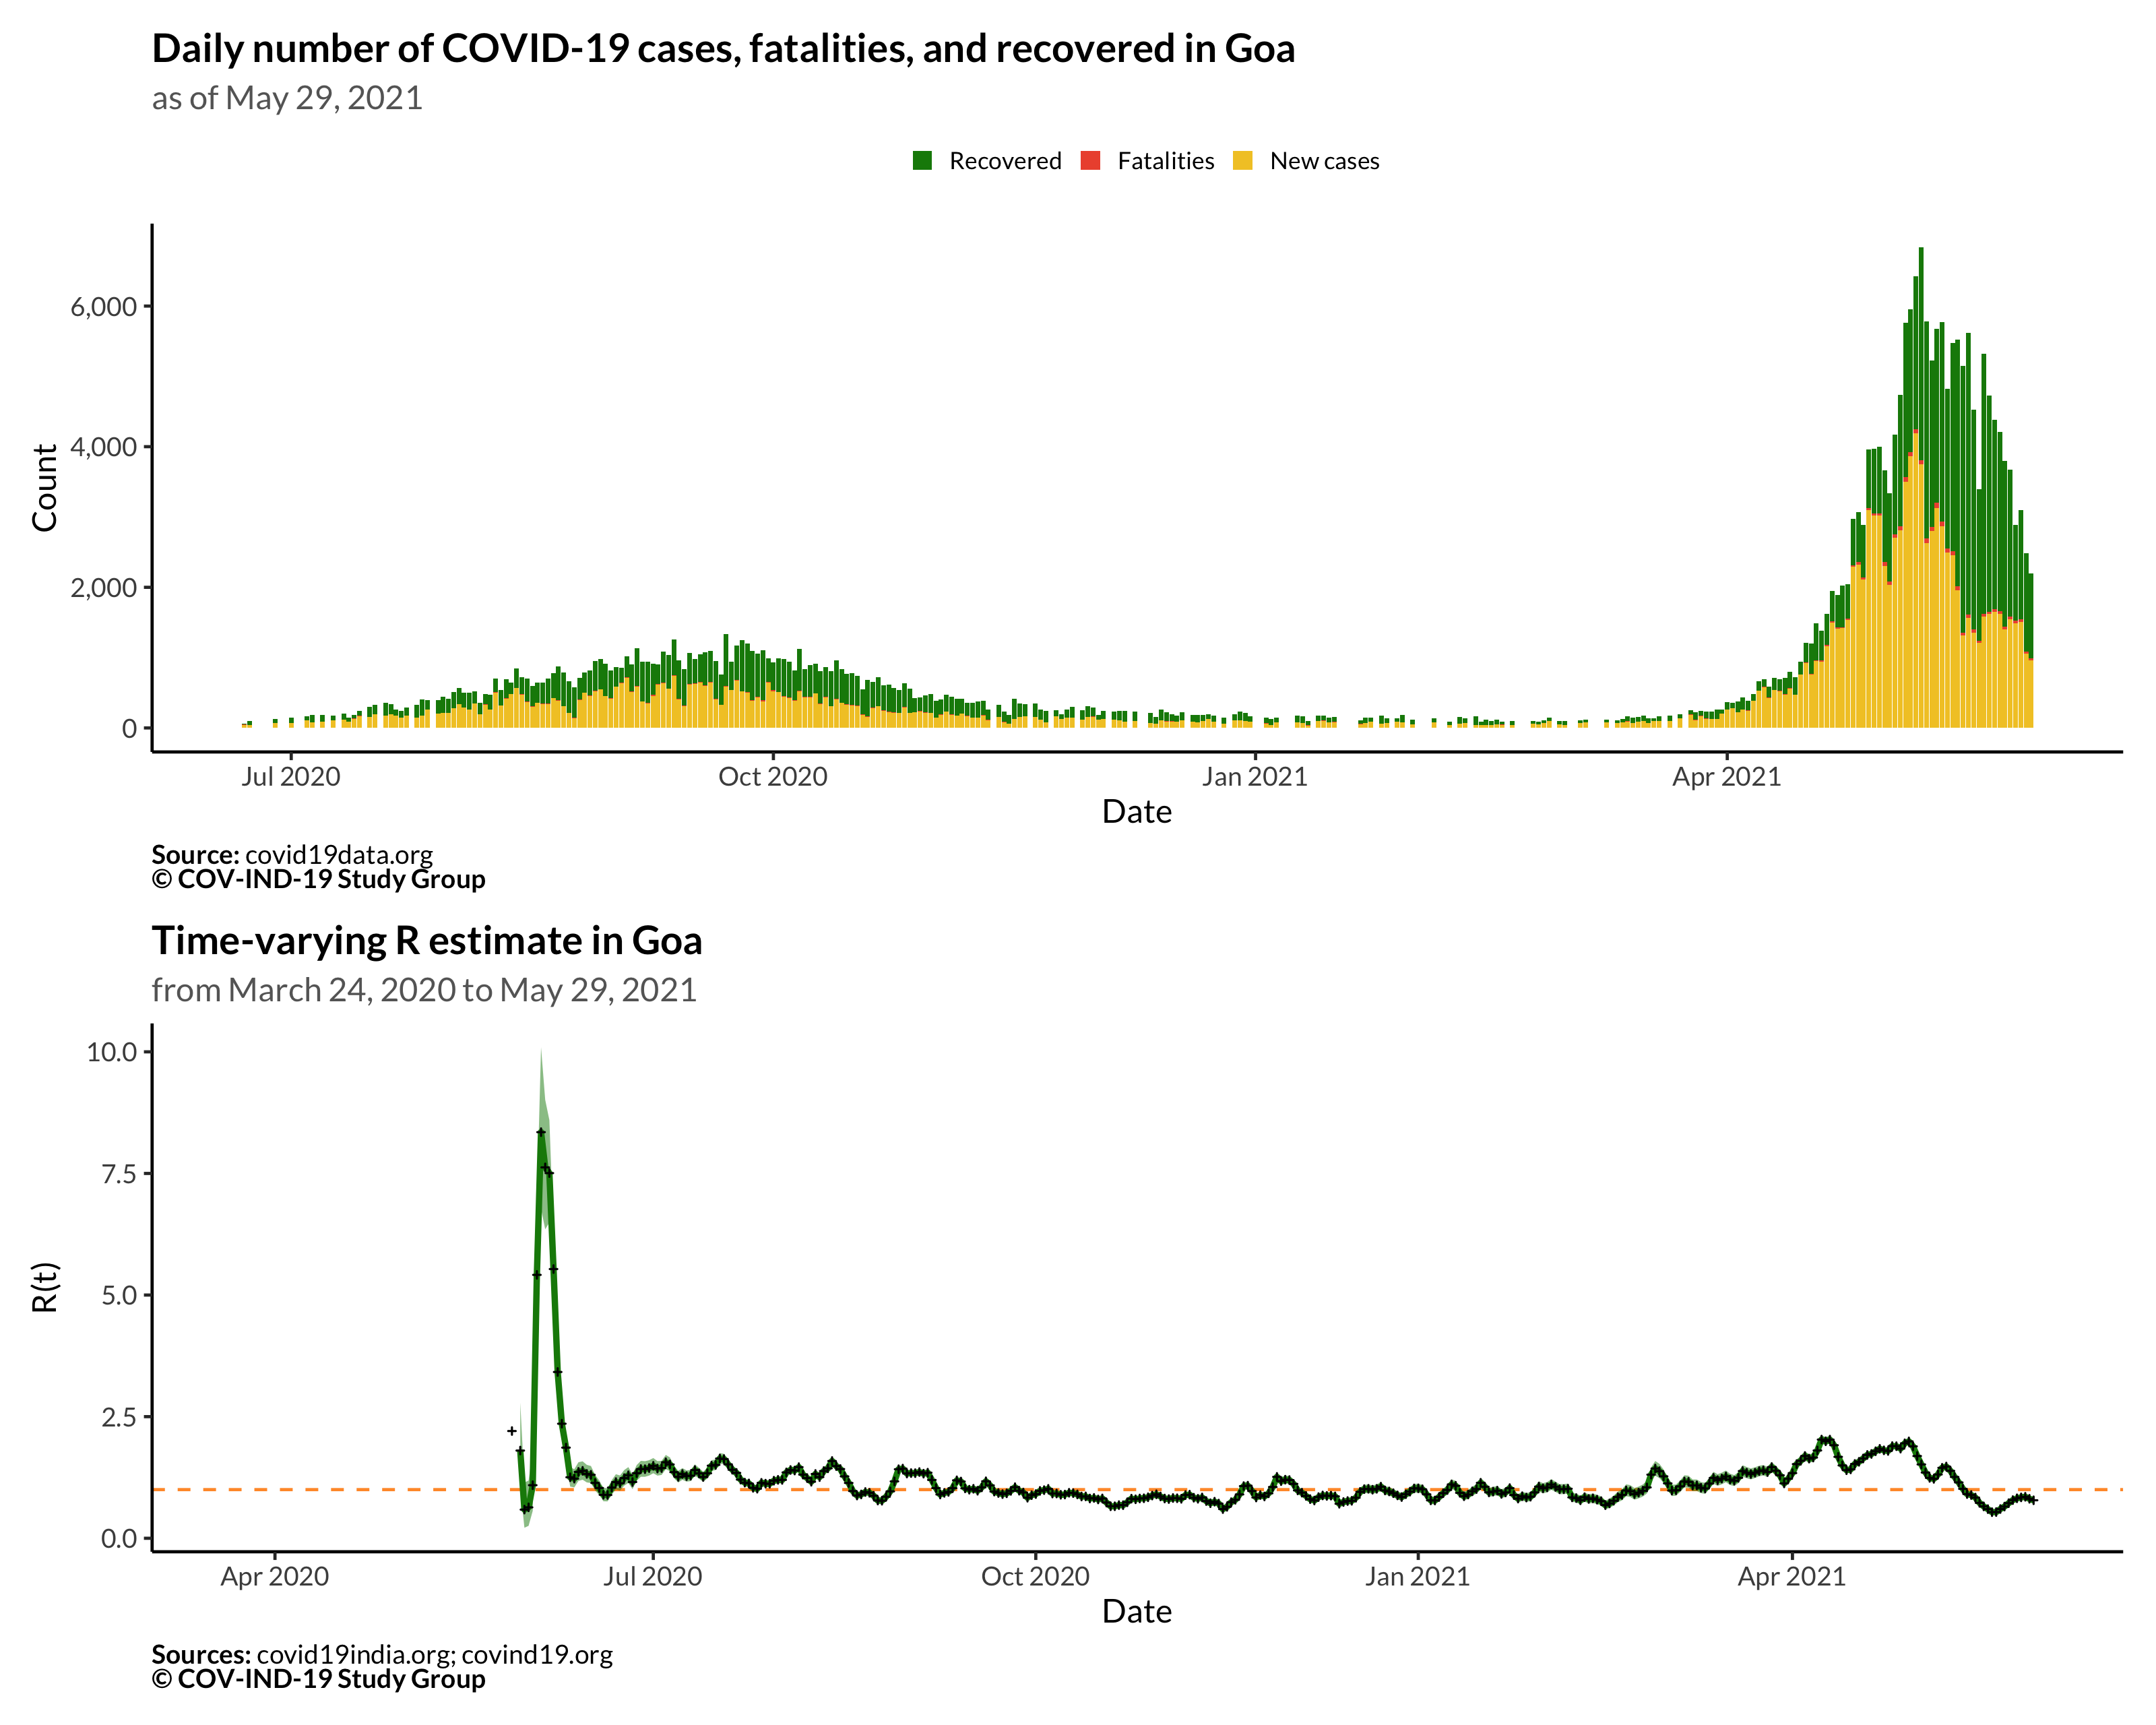 Daily number of COVID-19 cases, fatalities, and recovered in Goa
as of May 29, 2021
Recovered Fatalities New cases
6,000
4,000
2,000
0
Count
Jul 2020 Oct 2020 Jan 2021 Apr 2021
Date
Source: covid19data.org
© COV-IND-19 Study Group
Time-varying R estimate in Goa
from March 24, 2020 to May 29, 2021
10.0
7.5
5.0
2.5
0.0
R(t)
Apr 2020 Jul 2020 Oct 2020 Jan 2021 Apr 2021
Date
Sources: covid19india.org; covind19.org
© COV-IND-19 Study Group